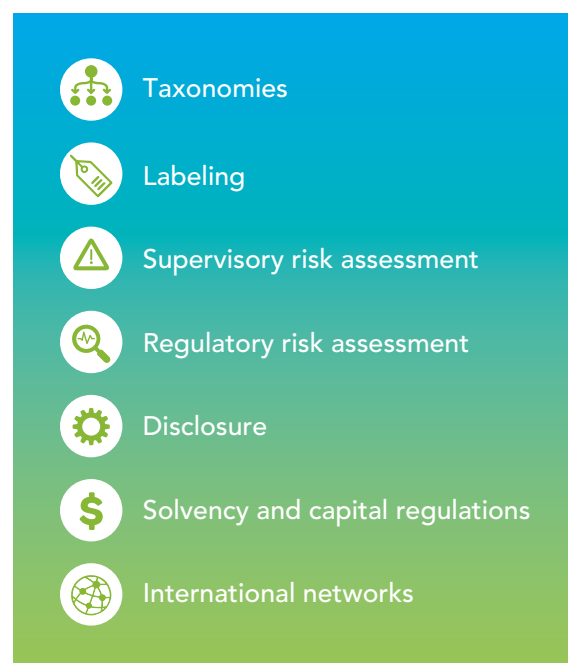 Taxonomies
Labeling
Supervisory risk assessment
Regulatory risk assessment
Disclosure
$ Solvency and capital regulations
International networks